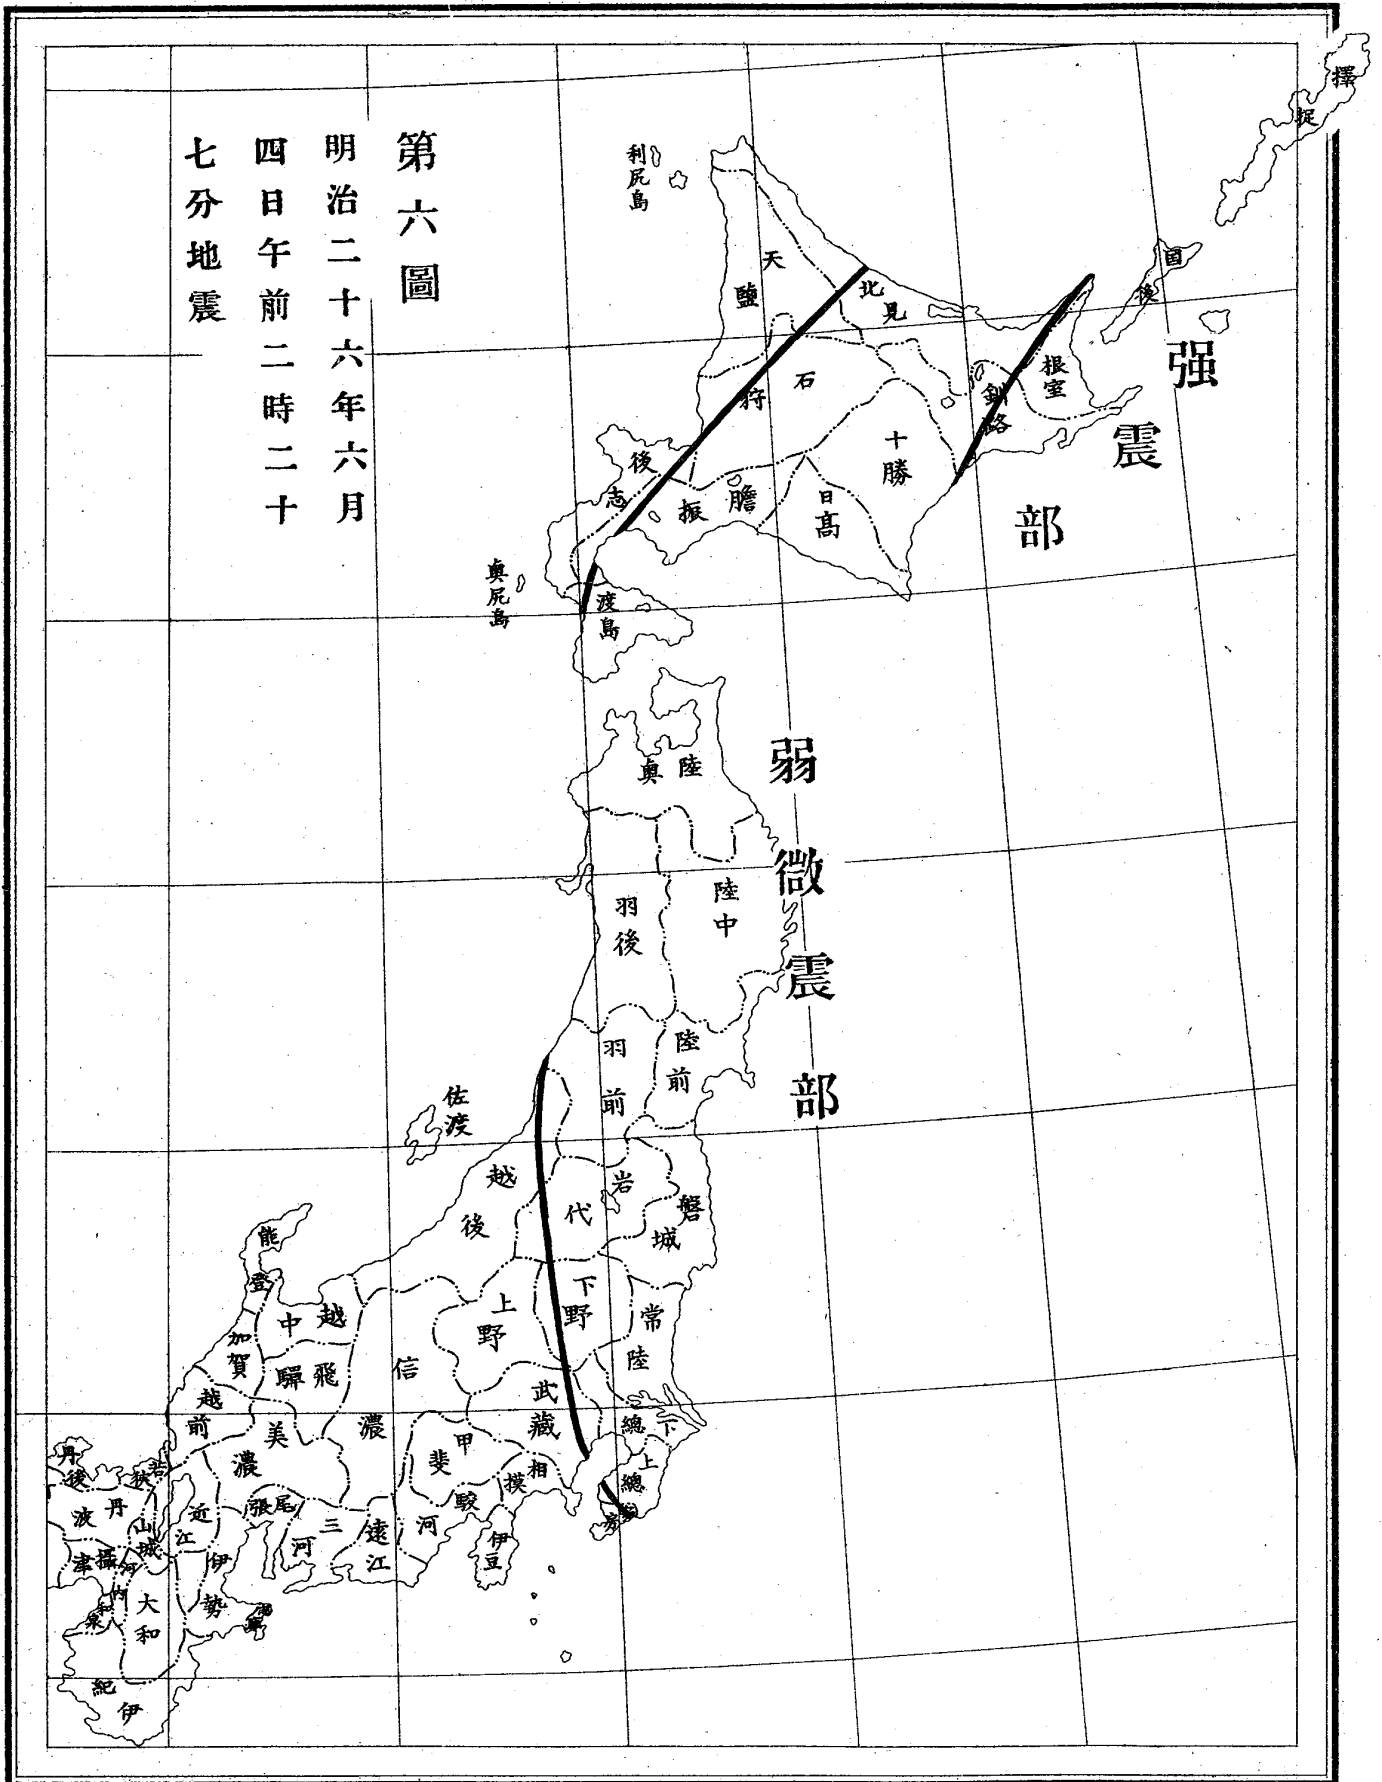 第六圖
明治二十六年六月
四日午前二時二十
七分地震
强震部
弱微震部
擇捉
国後
利尻島
天鹽
北見
根室
釧路
石狩
十勝
日高
膽振
後志
奧尻島
渡島
陸奧
陸中
羽後
陸前
羽前
佐渡
越後
岩代
磐城
下野
上野
常陸
能登
越中
加賀
飛驒
信濃
武藏
下總
上總
安房
越前
美濃
甲斐
相摸
駿河
伊豆
遠江
三河
尾張
近江
若狹
丹後
丹波
山城
攝津
河內
和泉
大和
伊勢
紀伊